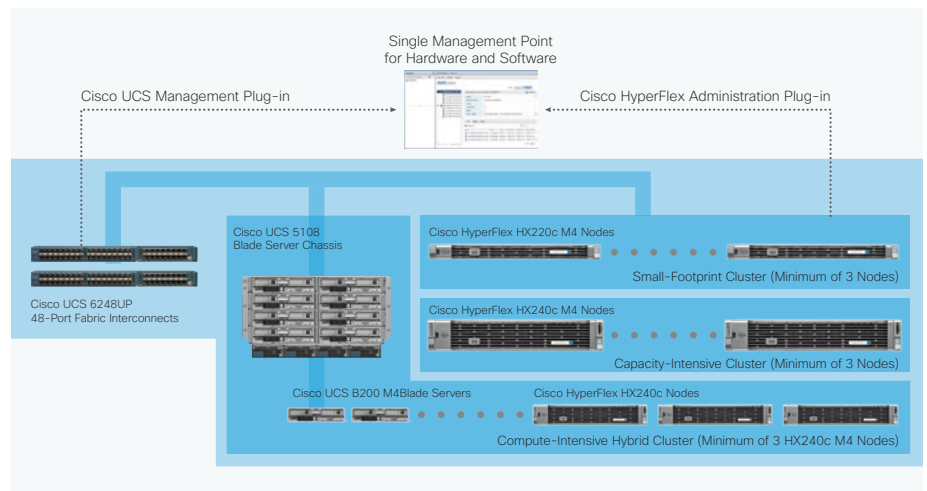 Single Management Point
for Hardware and Software
Cisco UCS Management Plug-in
Cisco HyperFlex Administration Plug-in
Cisco UCS 5108
Blade Server Chassis
Cisco HyperFlex HX220c M4 Nodes
Small-Footprint Cluster (Minimum of 3 Nodes)
Cisco UCS 6248UP
48-Port Fabric Interconnects
Cisco HyperFlex HX240c M4 Nodes
Capacity-Intensive Cluster (Minimum of 3 Nodes)
Cisco UCS B200 M4Blade Servers
Cisco HyperFlex HX240c Nodes
Compute-Intensive Hybrid Cluster (Minimum of 3 HX240c M4 Nodes)